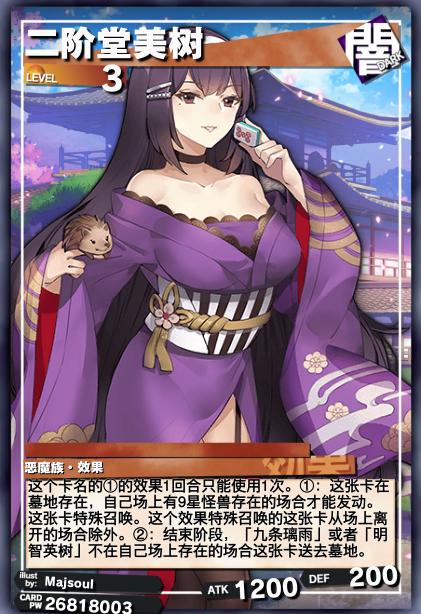 二阶堂美树
闇
DARK
LEVEL
3
恶魔族·效果
效果
这个卡名的①的效果1回合只能使用1次。①：这张卡在
墓地存在，自己场上有9星怪兽存在的场合才能发动。
这张卡特殊召唤。这个效果特殊召唤的这张卡从场上离
开的场合除外。②：结束阶段，「九条璃雨」或者「明
智英树」不在自己场上存在的场合这张卡送去墓地。
illust by: Majsoul
ATK 1200 DEF 200
CARD PW 26818003